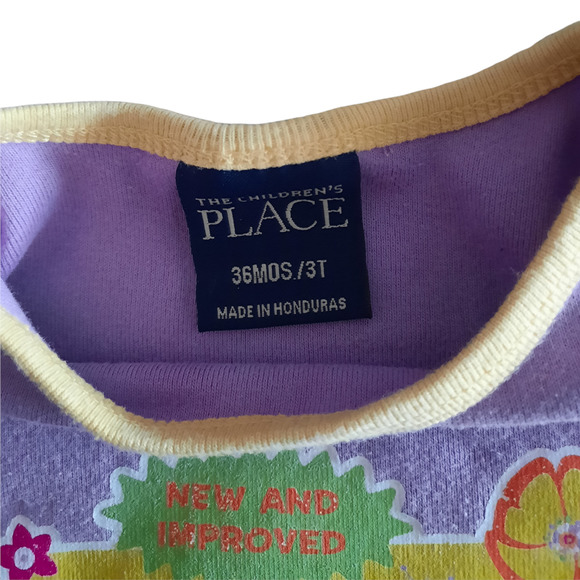 THE CHILDREN'S
PLACE
36MOS./3T
MADE IN HONDURAS
NEW AND
IMPROVED